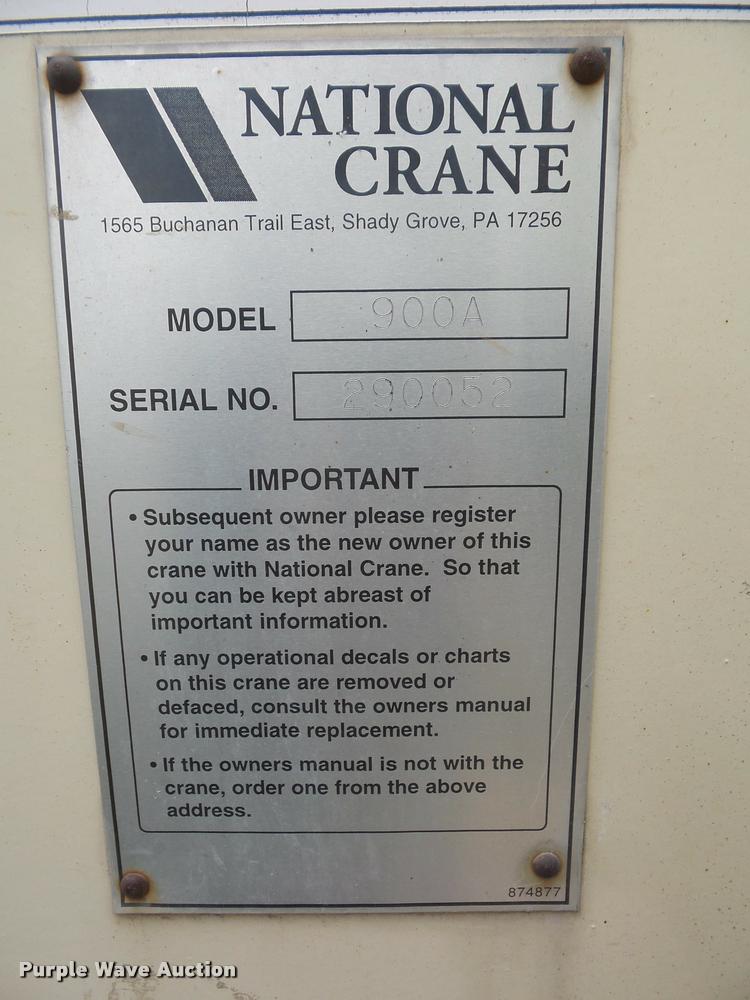 NATIONAL
CRANE
1565 Buchanan Trail East, Shady Grove, PA 17256
MODEL 900A
SERIAL NO. 290052
IMPORTANT
• Subsequent owner please register
your name as the new owner of this
crane with National Crane. So that
you can be kept abreast of
important information.
• If any operational decals or charts
on this crane are removed or
defaced, consult the owners manual
for immediate replacement.
• If the owners manual is not with the
crane, order one from the above
address.
874877
Purple Wave Auction